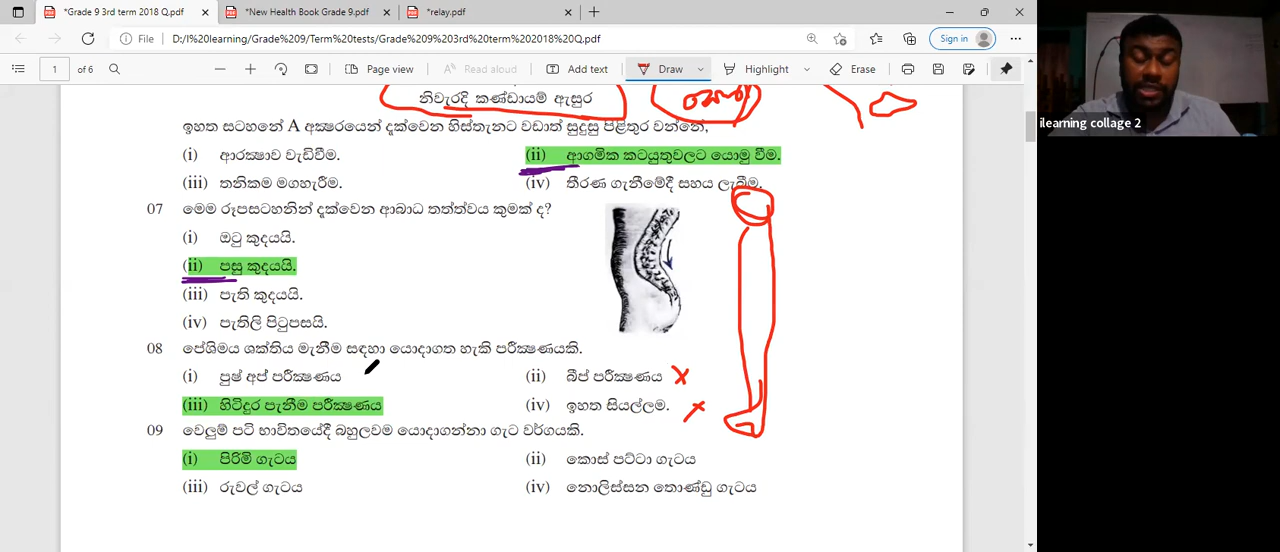 *Grade 9 3rd term 2018 Q.pdf
*New Health Book Grade 9.pdf
*relay.pdf
File D:/I%20learning/Grade%209/Term%20tests/Grade%209%203rd%20term%202018%20Q.pdf
Sign in
1 of 6
Page view
Read aloud
Add text
Draw
Highlight
Erase
නිවැරදි කණ්ඩායම් ඇසුර
ඉහත සටහනේ A අක්‍ෂරයෙන් දැක්වෙන හිස්තැනට වඩාත් සුදුසු පිළිතුර වන්නේ,
(i) ආරක්‍ෂාව වැඩිවීම.
(ii) ආගමික කටයුතුවලට යොමු වීම.
(iii) තනිකම මගහැරීම.
(iv) තීරණ ගැනීමේදී සහය ලැබීම.
07 මෙම රූපසටහනින් දැක්වෙන ආබාධ තත්ත්වය කුමක් ද?
(i) ඔටු කුදයයි.
(ii) පසු කුදයයි.
(iii) පැති කුදයයි.
(iv) පැතිලි පිටුපසයි.
08 පේශිමය ශක්තිය මැනීම සඳහා යොදාගත හැකි පරීක්‍ෂණයකි.
(i) පුෂ් අප් පරීක්‍ෂණය
(ii) බීප් පරීක්‍ෂණය
(iii) හිටිදුර පැනීම පරීක්‍ෂණය
(iv) ඉහත සියල්ලම.
09 වෙලුම් පටි භාවිතයේදී බහුලවම යොදාගන්නා ගැට වර්ගයකි.
(i) පිරිමි ගැටය
(ii) කොස් පට්ටා ගැටය
(iii) රුවල් ගැටය
(iv) නොලිස්සන තොණ්ඩු ගැටය
ilearning collage 2